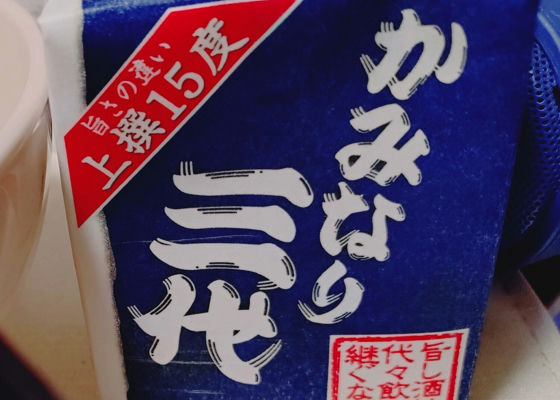 旨さの違い
上撰15度
かみなり
三代
旨し酒
代々飲
継くな